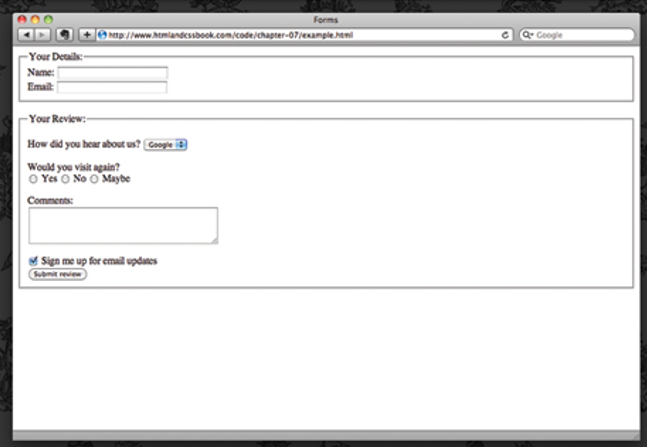 Forms
http://www.htmlandcssbook.com/code/chapter-07/example.html
Google
Your Details:
Name:
Email:
Your Review:
How did you hear about us? Google
Would you visit again?
Yes No Maybe
Comments:
Sign me up for email updates
Submit review